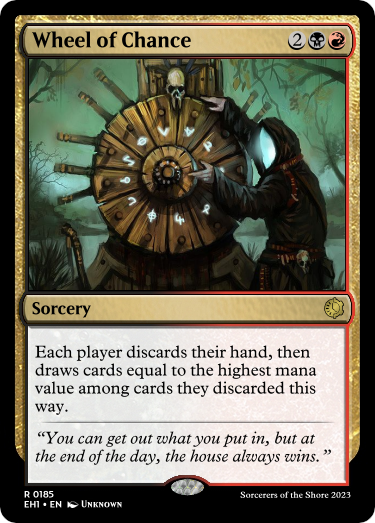 Wheel of Chance 2
Sorcery
Each player discards their hand, then
draws cards equal to the highest mana
value among cards they discarded this
way.
“You can get out what you put in, but at
the end of the day, the house always wins.”
R 0185
EH1 • EN Unknown
Sorcerers of the Shore 2023